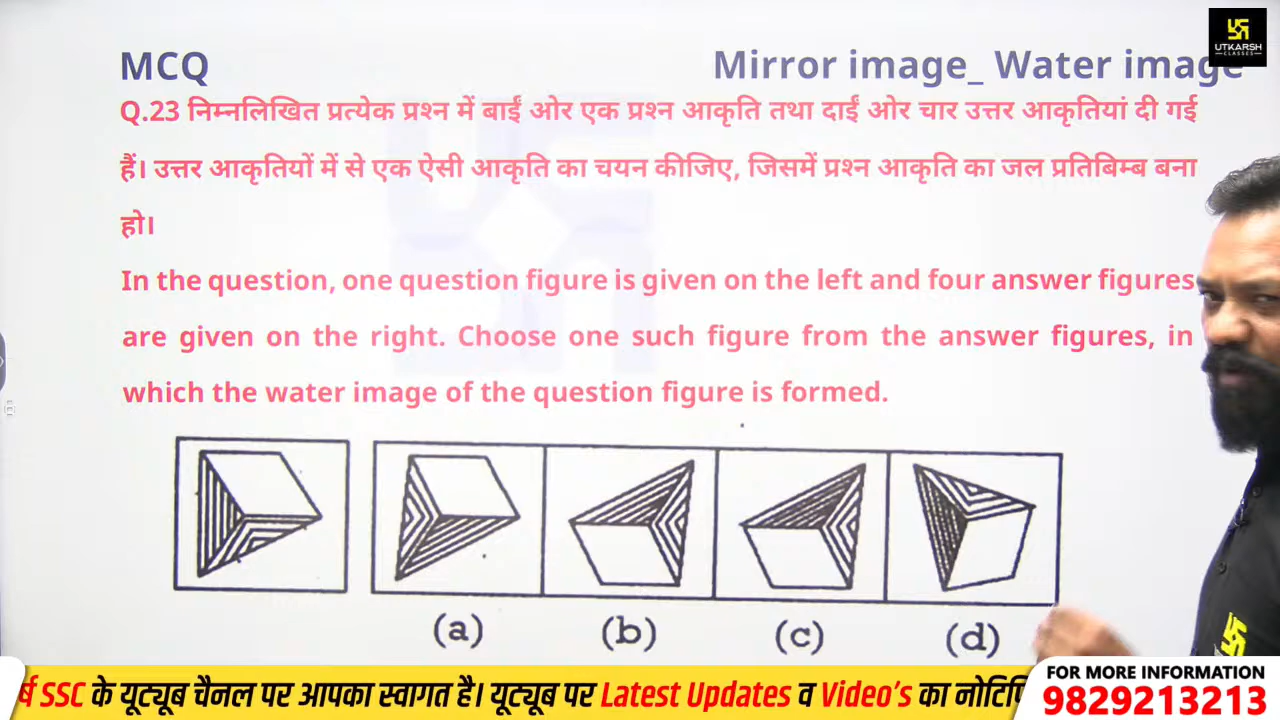 UTKARSH
CLASSES
MCQ Mirror image_ Water image
Q.23 निम्नलिखित प्रत्येक प्रश्न में बाईं ओर एक प्रश्न आकृति तथा दाईं ओर चार उत्तर आकृतियां दी गई
हैं। उत्तर आकृतियों में से एक ऐसी आकृति का चयन कीजिए, जिसमें प्रश्न आकृति का जल प्रतिबिम्ब बना
हो।
In the question, one question figure is given on the left and four answer figures
are given on the right. Choose one such figure from the answer figures, in
which the water image of the question figure is formed.
(a) (b) (c) (d)
SSC के यूट्यूब चैनल पर आपका स्वागत है। यूट्यूब पर Latest Updates व Video’s का
FOR MORE INFORMATION
9829213213